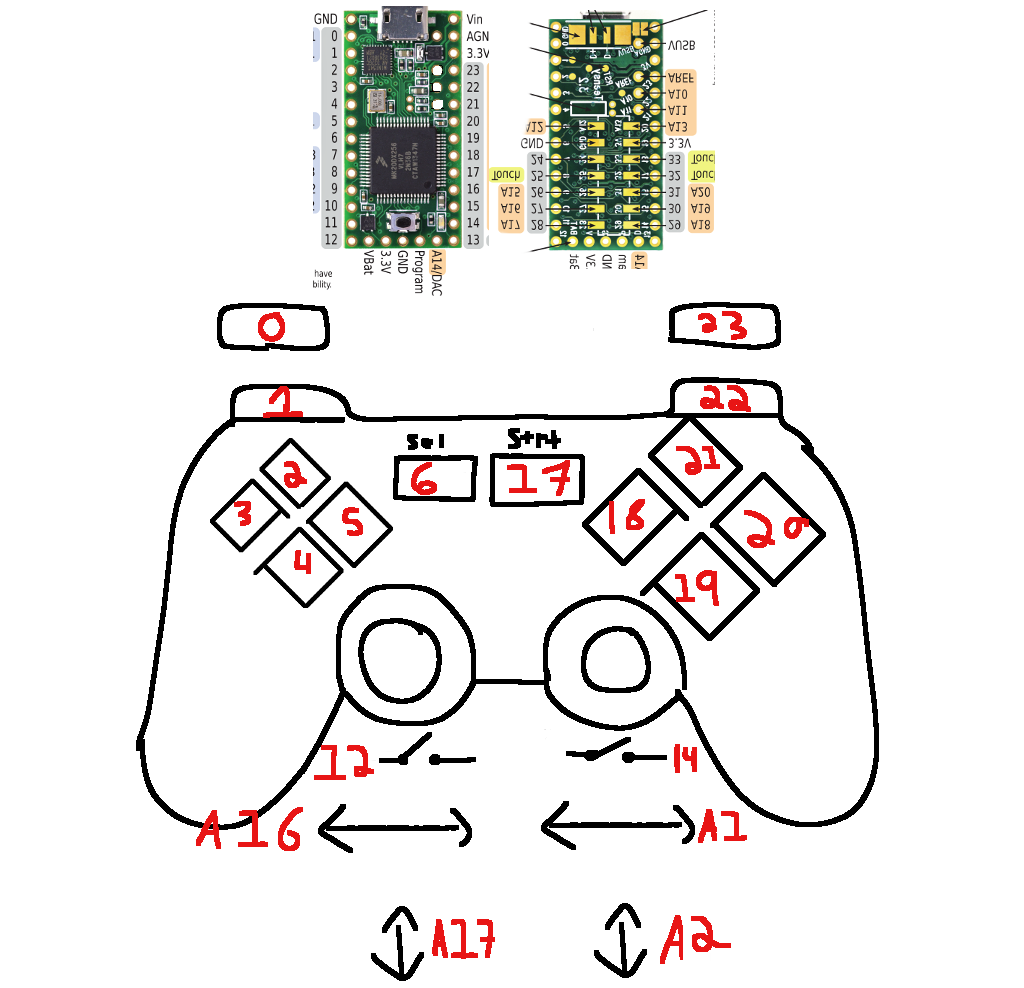 GND
Vin
0
AGN
1
3.3V
2
23
3
22
4
21
5
20
6
19
7
18
8
17
9
16
10
15
11
14
12
13
VBat
3.3V
GND
Program
A14/DAC
VUSB
AREF
A10
A11
A12
A13
GND
3.3V
24
33
Touc
Touch
25
32
Touc
A15
26
31
A20
A16
27
30
A19
A17
28
29
A18
have
bility.
0
23
1
22
Sel
Strt
6
17
2
3
5
4
21
18
20
19
12
14
A16
A1
A17
A2